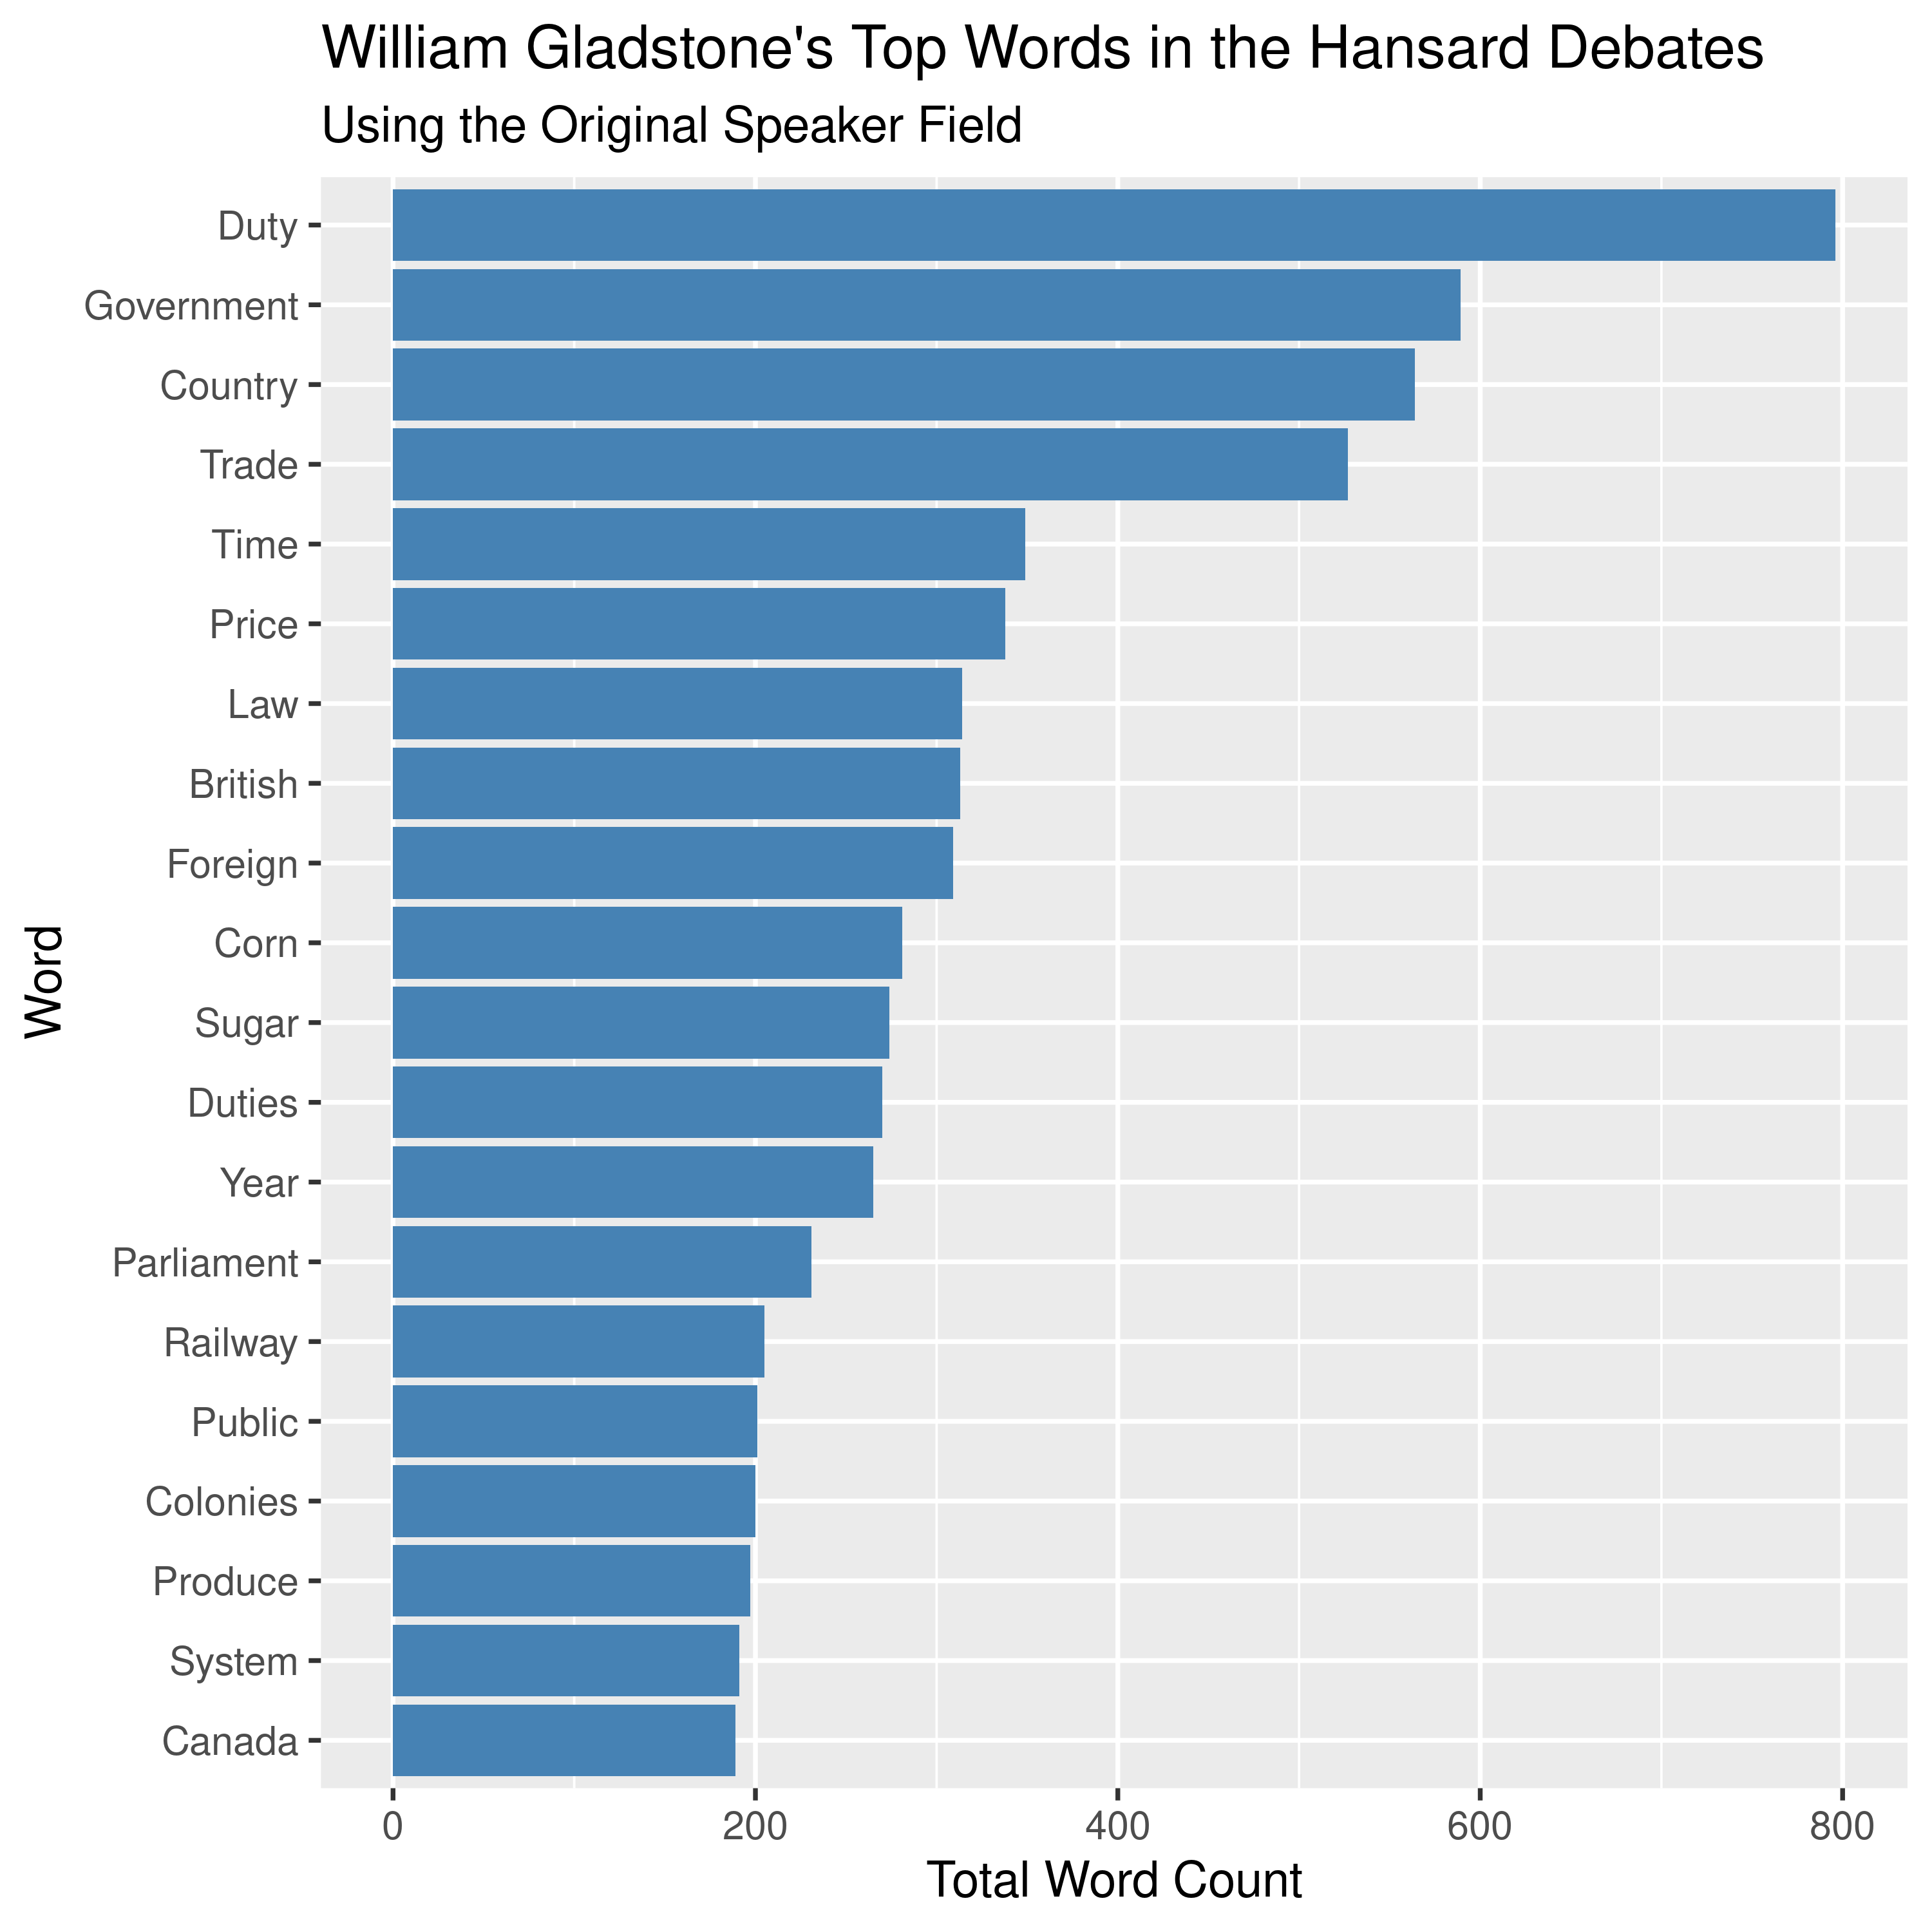 William Gladstone's Top Words in the Hansard Debates
Using the Original Speaker Field
Duty
Government
Country
Trade
Time
Price
Law
British
Foreign
Corn
Sugar
Duties
Year
Parliament
Railway
Public
Colonies
Produce
System
Canada
Word
0 200 400 600 800
Total Word Count